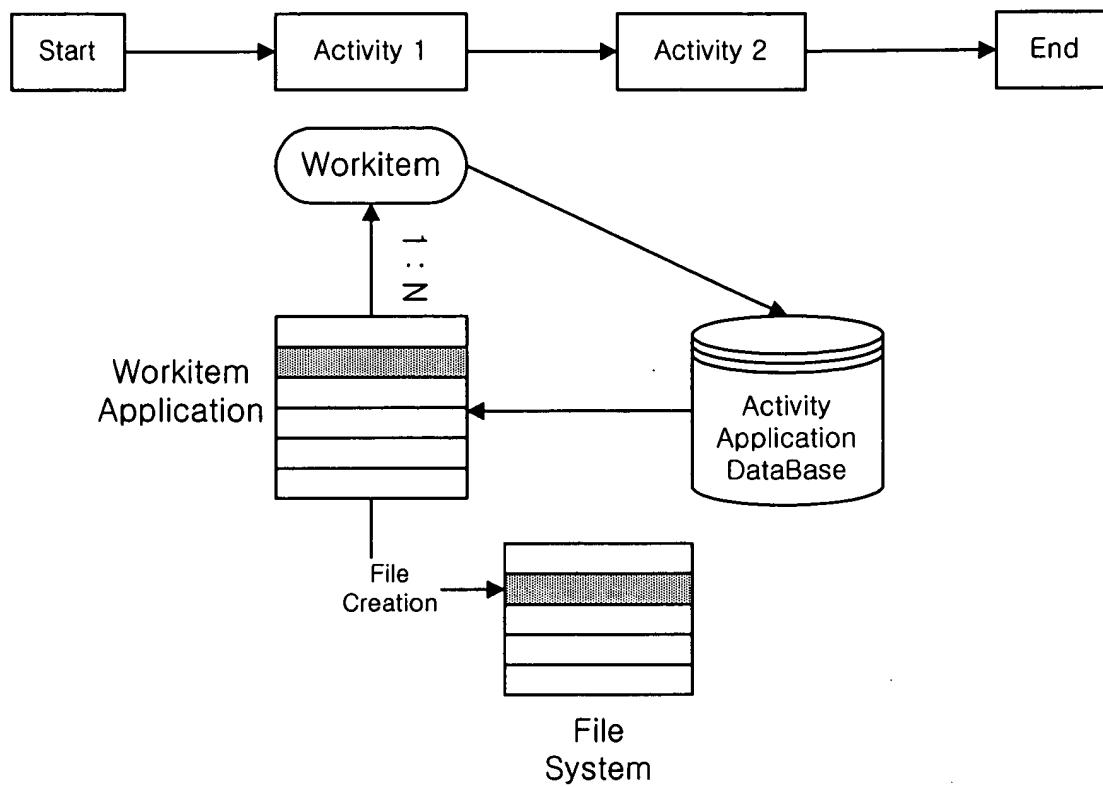 Start
Activity 1
Activity 2
End
Workitem
1 : N
Workitem
Application
Activity
Application
DataBase
File
Creation
File
System